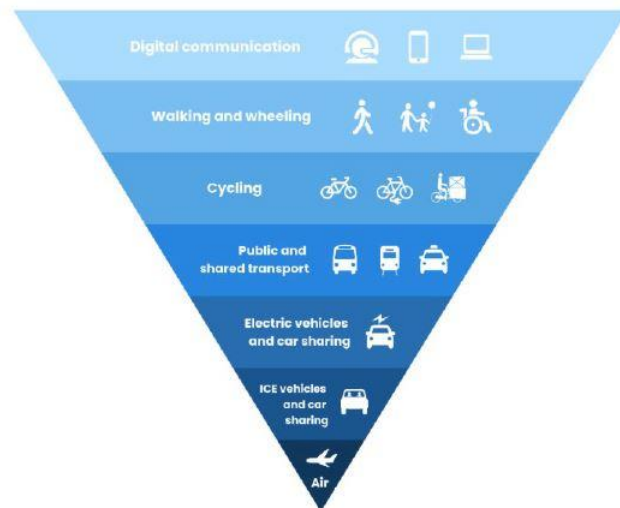 Digital communication
Walking and wheeling
Cycling
Public and
shared transport
Electric vehicles
and car sharing
ICE vehicles
and car
sharing
Air